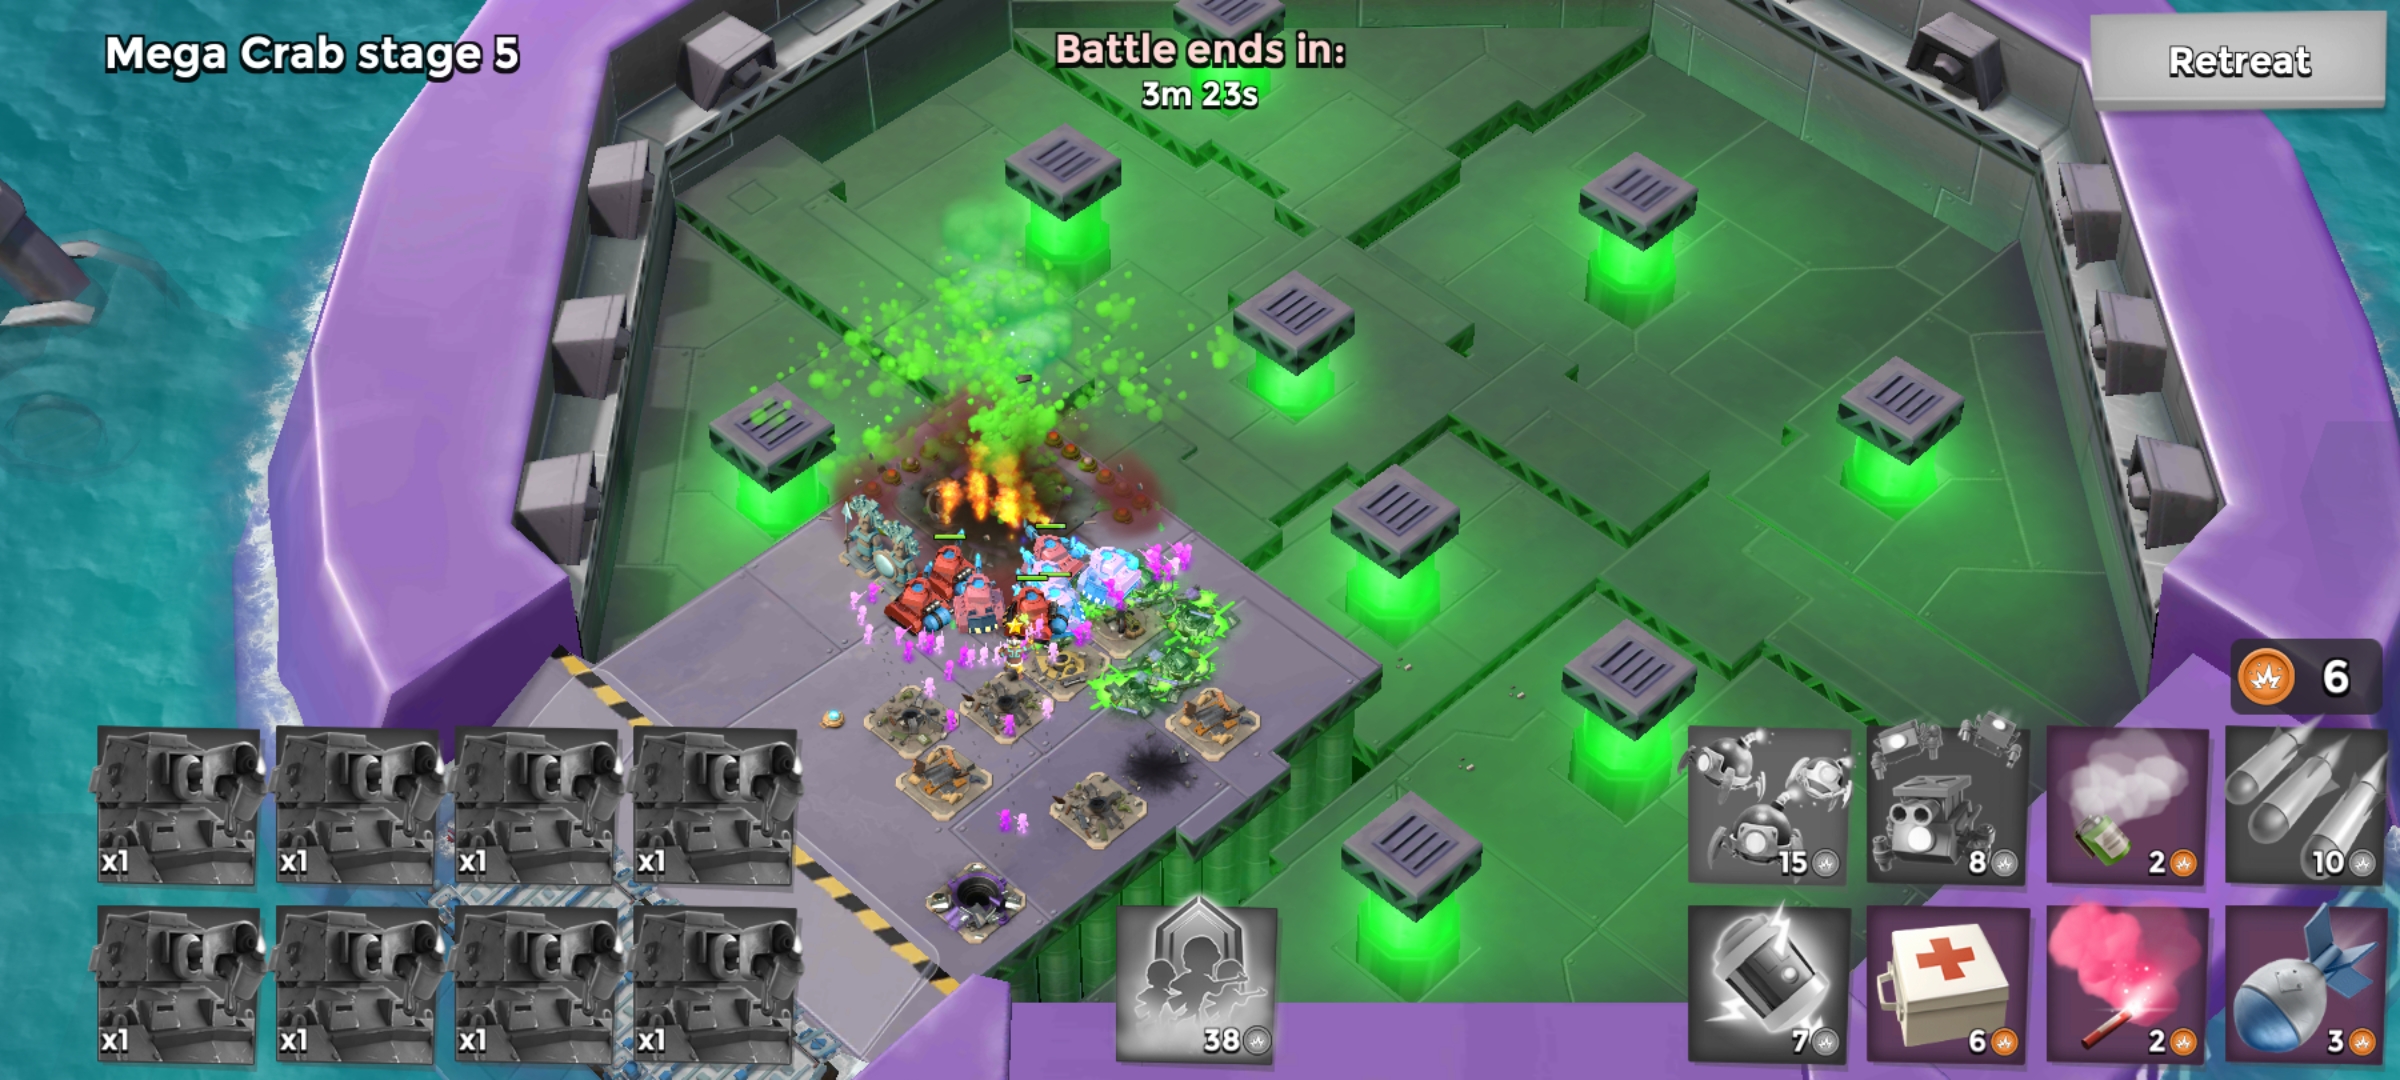 Mega Crab stage 5
Battle ends in:
3m 23s
Retreat
6
x1
x1
x1
x1
15
8
2
10
x1
x1
x1
x1
38
7
6
2
3